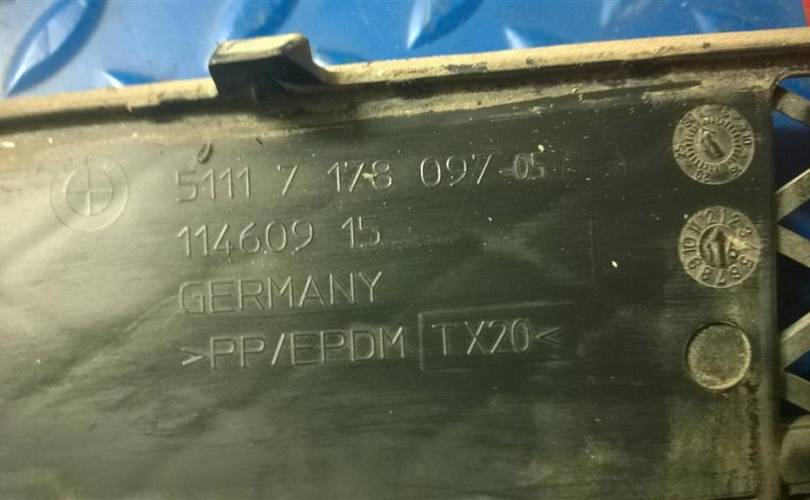 5111 7 178 097-05
114609 15
GERMANY
>PP/EPDM TX20<